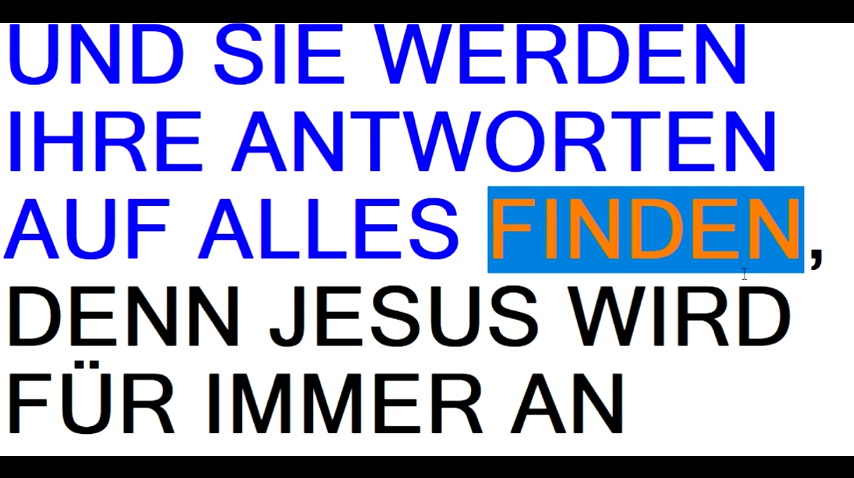 UND SIE WERDEN
IHRE ANTWORTEN
AUF ALLES FINDEN,
DENN JESUS WIRD
FÜR IMMER AN